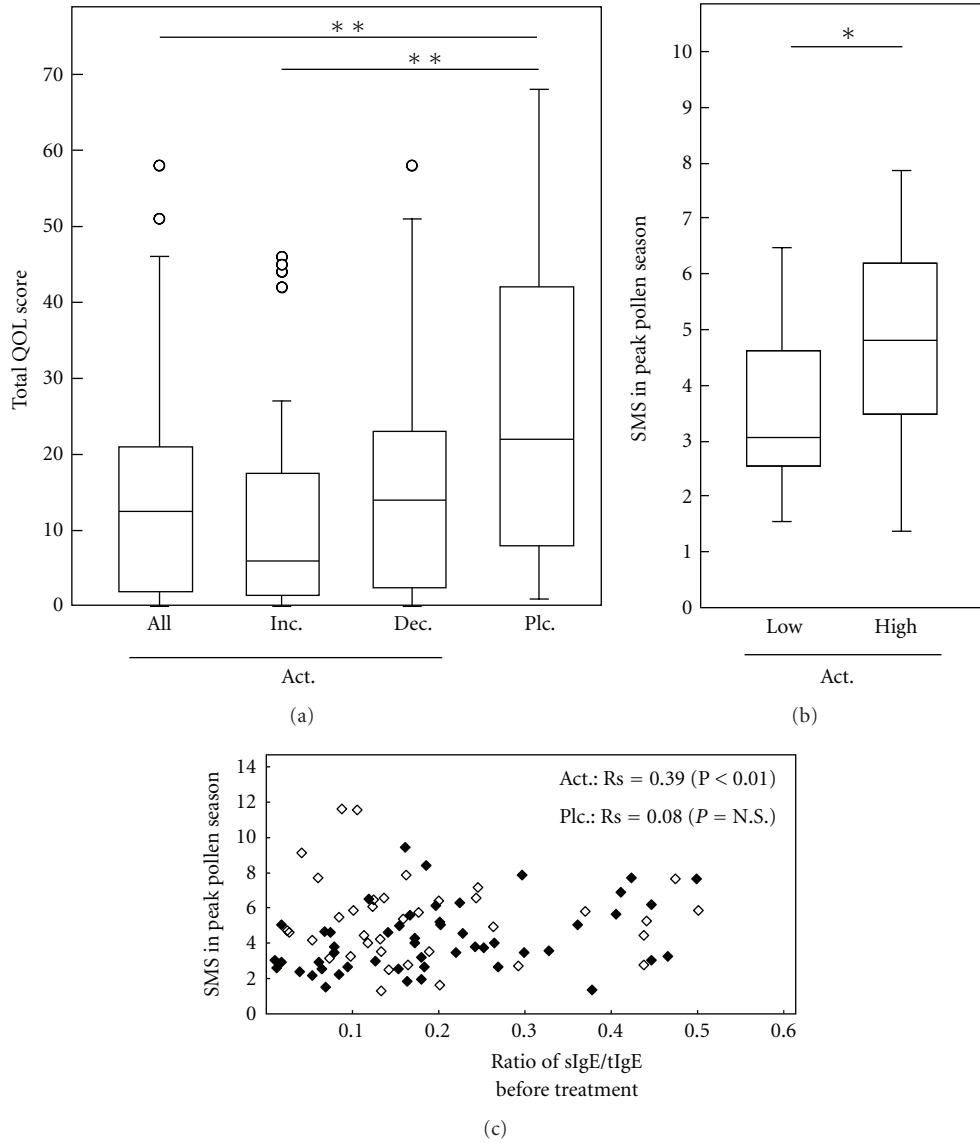 ∗∗
∗∗
70
60
50
40
30
20
10
0
Total QOL score
All Inc. Dec. Plc.
Act.
(a)
∗
10
9
8
7
6
5
4
3
2
1
0
SMS in peak pollen season
Low High
Act.
(b)
14
12
10
8
6
4
2
0
SMS in peak pollen season
Act.: Rs = 0.39 (P < 0.01)
Plc.: Rs = 0.08 (P = N.S.)
0.1 0.2 0.3 0.4 0.5 0.6
Ratio of sIgE/tIgE
before treatment
(c)